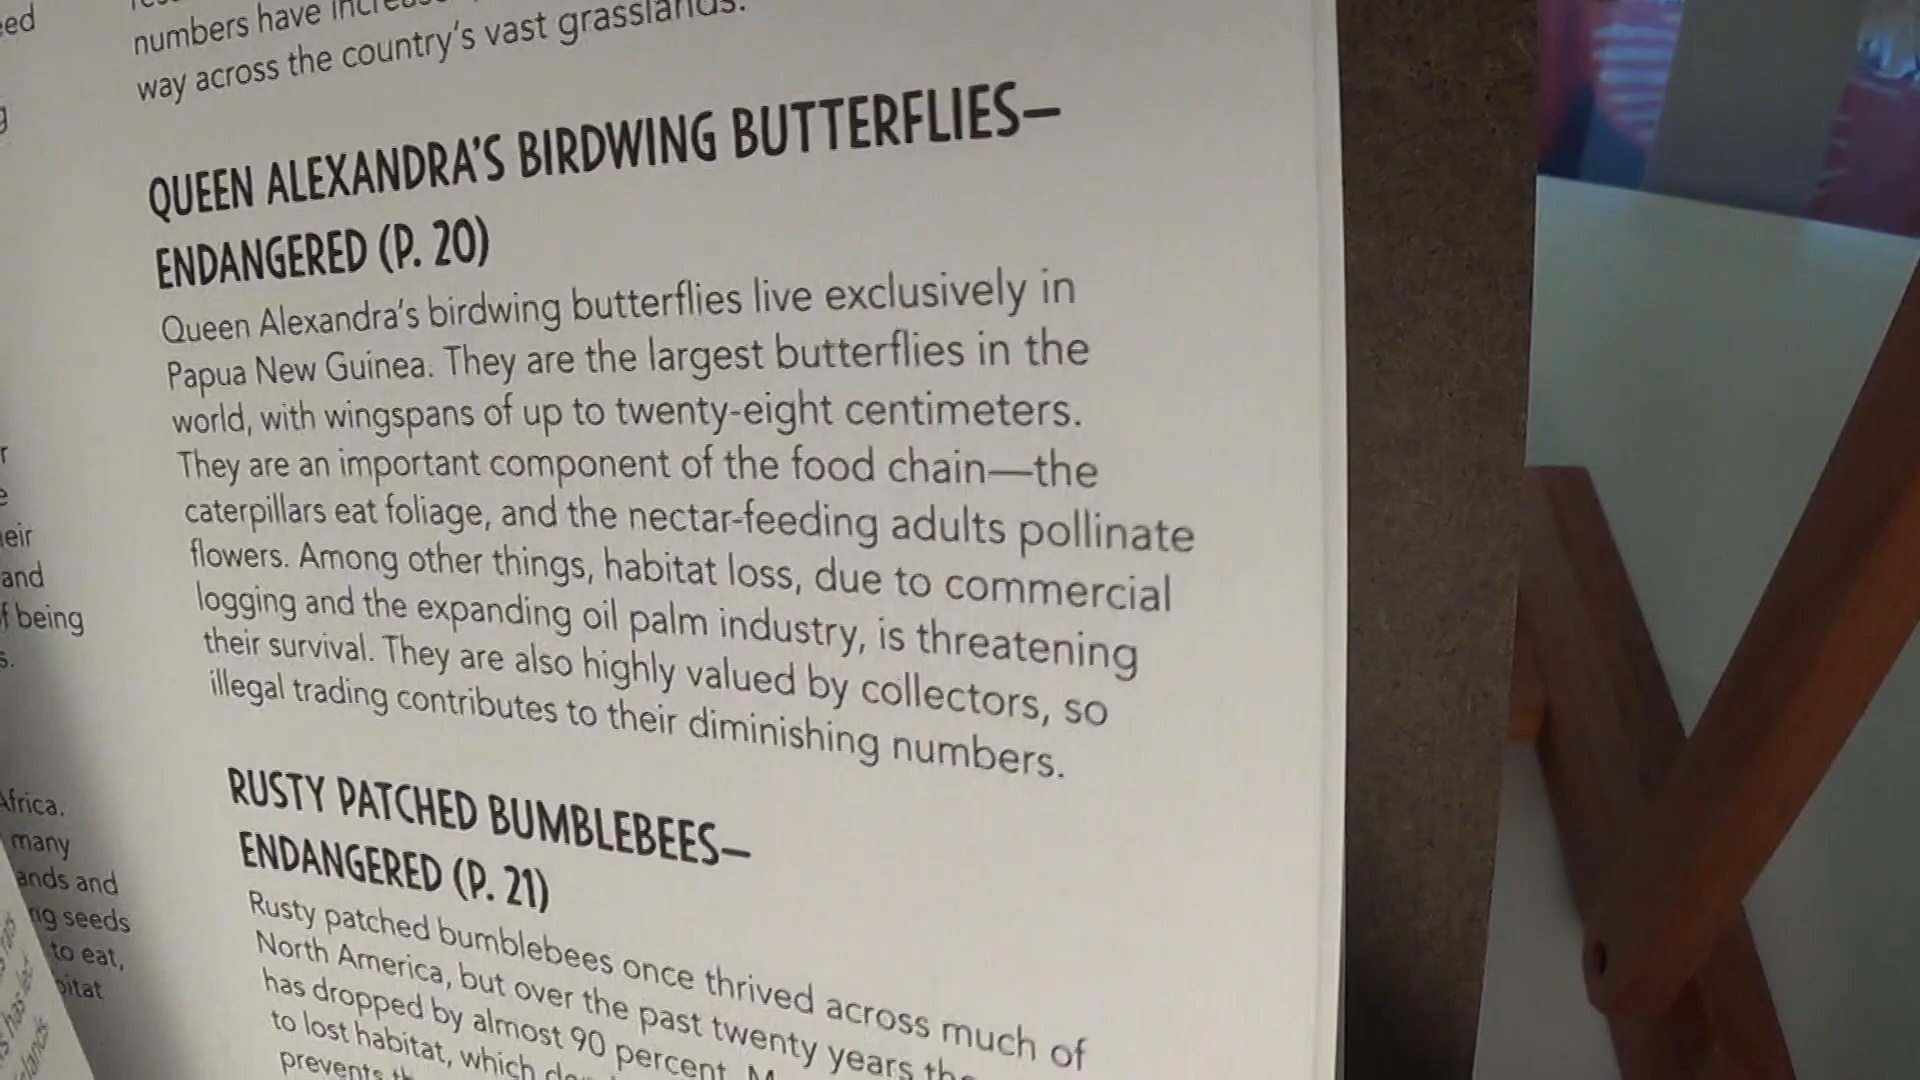 numbers have
way across the country's vast grasslands.
QUEEN ALEXANDRA'S BIRDWING BUTTERFLIES—
ENDANGERED (P. 20)
Queen Alexandra's birdwing butterflies live exclusively in
Papua New Guinea. They are the largest butterflies in the
world, with wingspans of up to twenty-eight centimeters.
They are an important component of the food chain—the
caterpillars eat foliage, and the nectar-feeding adults pollinate
flowers. Among other things, habitat loss, due to commercial
logging and the expanding oil palm industry, is threatening
their survival. They are also highly valued by collectors, so
illegal trading contributes to their diminishing numbers.
RUSTY PATCHED BUMBLEBEES—
ENDANGERED (P. 21)
Rusty patched bumblebees once thrived across much of
North America, but over the past twenty years
has dropped by almost 90 percent.
to lost habitat, which
prevents
and
being
Africa.
many
and
seeds
to eat,